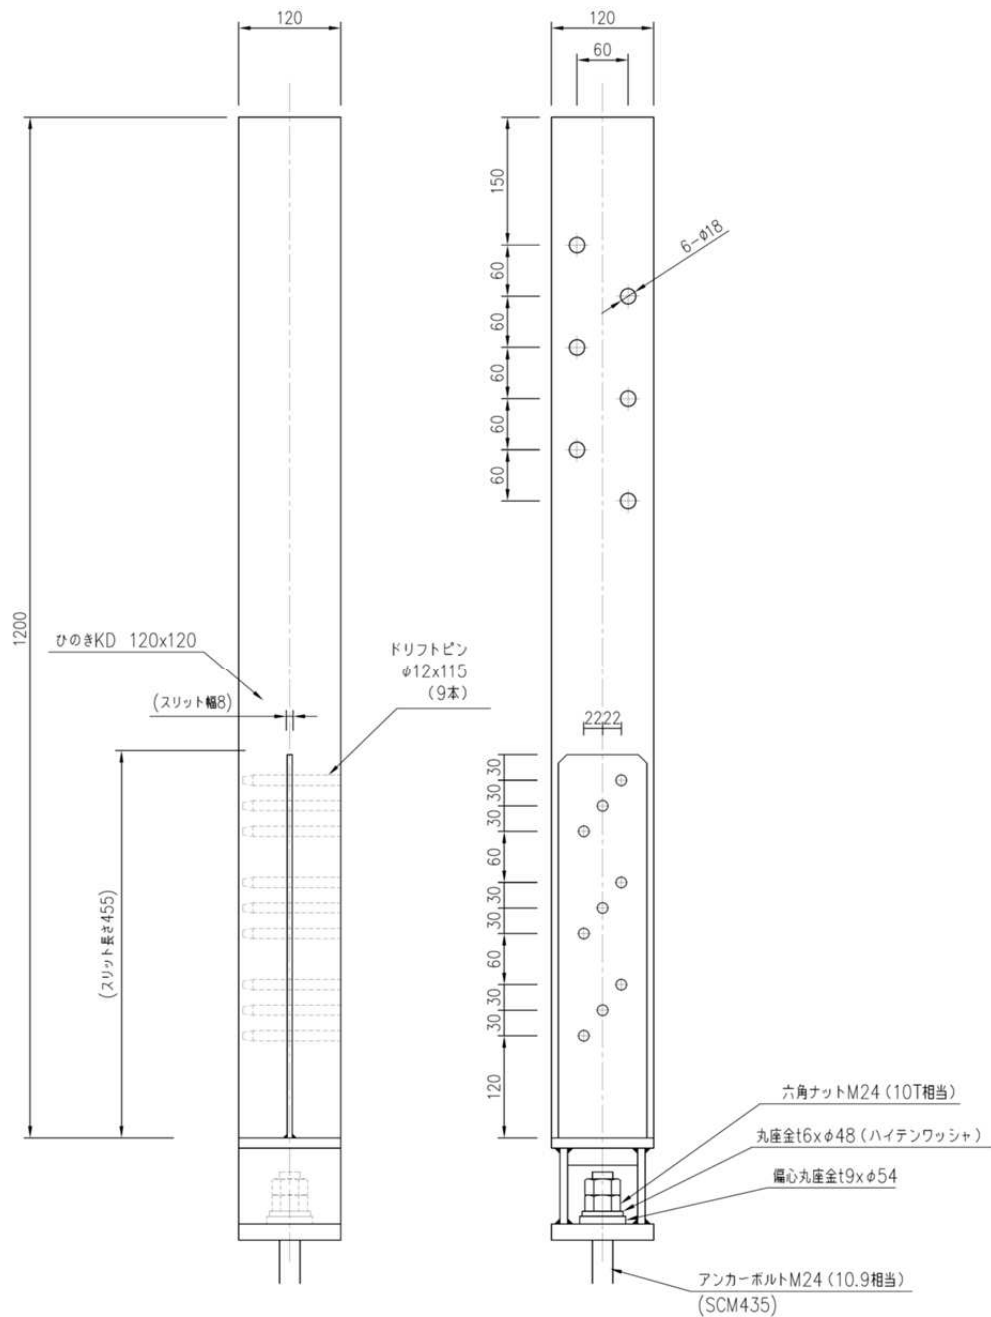 120
120
60
150
6-φ18
60
60
60
60
60
1200
ひのきKD 120x120
ドリフトピン
φ12x115
(9本)
(スリット幅8)
2222
30
30
30
60
30
30
60
30
30
120
(スリット長さ455)
六角ナットM24(10T相当)
丸座金t6xφ48(ハイテンワッシャ)
偏心丸座金t9xφ54
アンカーボルトM24(10.9相当)
(SCM435)